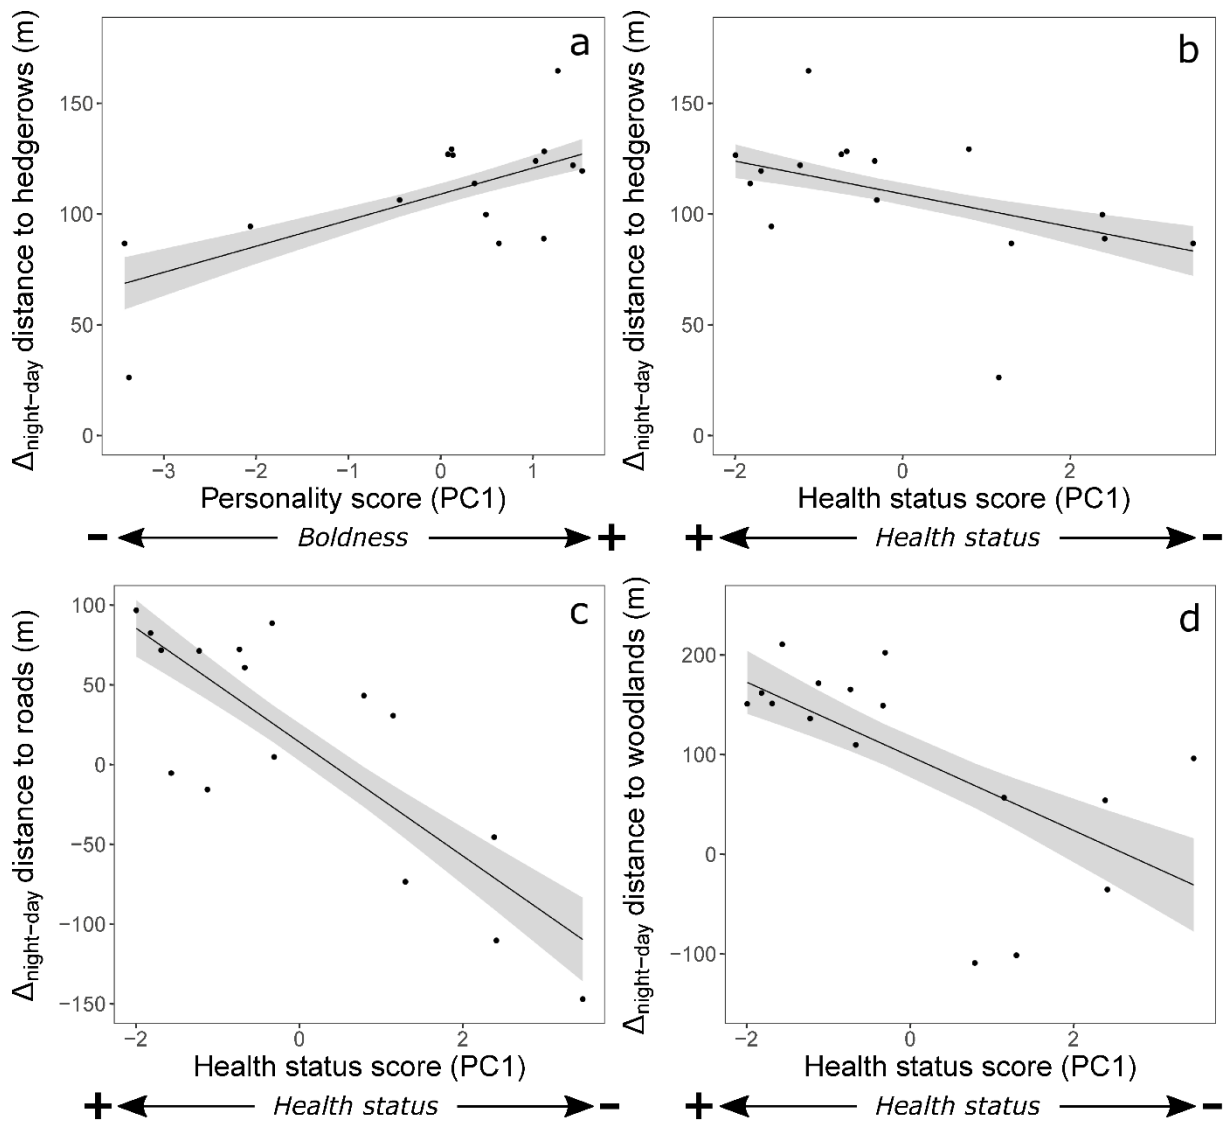 a
Δnight−day distance to hedgerows (m)
150
100
50
0
−3 −2 −1 0 1
Personality score (PC1)
− Boldness +
b
Δnight−day distance to hedgerows (m)
150
100
50
0
−2 0 2
Health status score (PC1)
+ Health status −
c
Δnight−day distance to roads (m)
100
50
0
−50
−100
−150
−2 0 2
Health status score (PC1)
+ Health status −
d
Δnight−day distance to woodlands (m)
200
100
0
−100
−2 0 2
Health status score (PC1)
+ Health status −